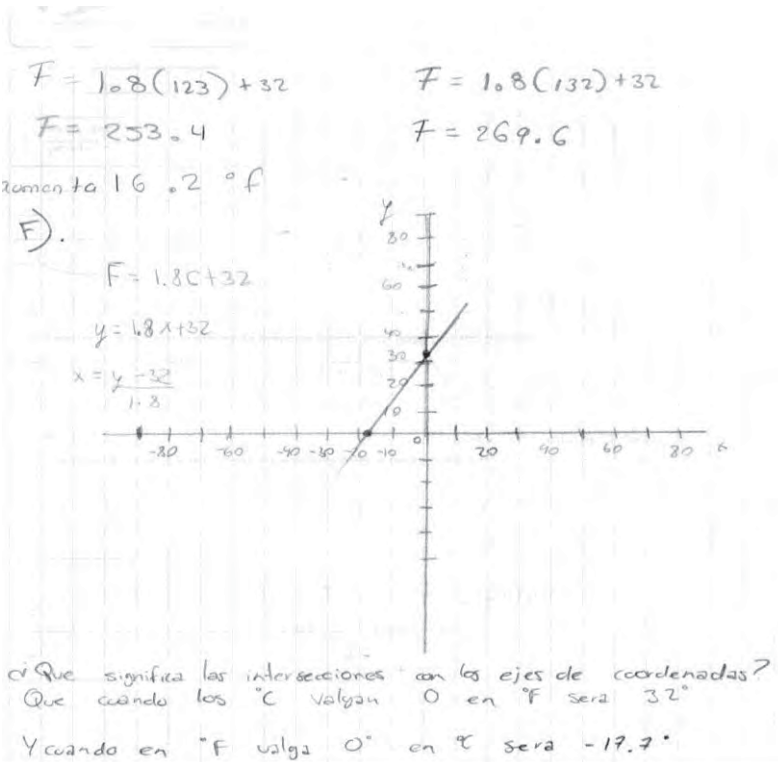 F = 1.8(123) + 32
F = 253.4
F = 1.8(132) + 32
F = 269.6
aumenta 16.2 °f
F).
F = 1.8C+32
y = 1.8x+32
x = y - 32
1.8
y
80
60
40
30
20
10
0
-80 -60 -40 -30 -20 -10 20 40 60 80 x
¿Que significa las intersecciones con los ejes de coordenadas?
Que cuando los °C valgan 0 en °F sera 32°
Y cuando en °F valga 0° en °C sera -17.7°